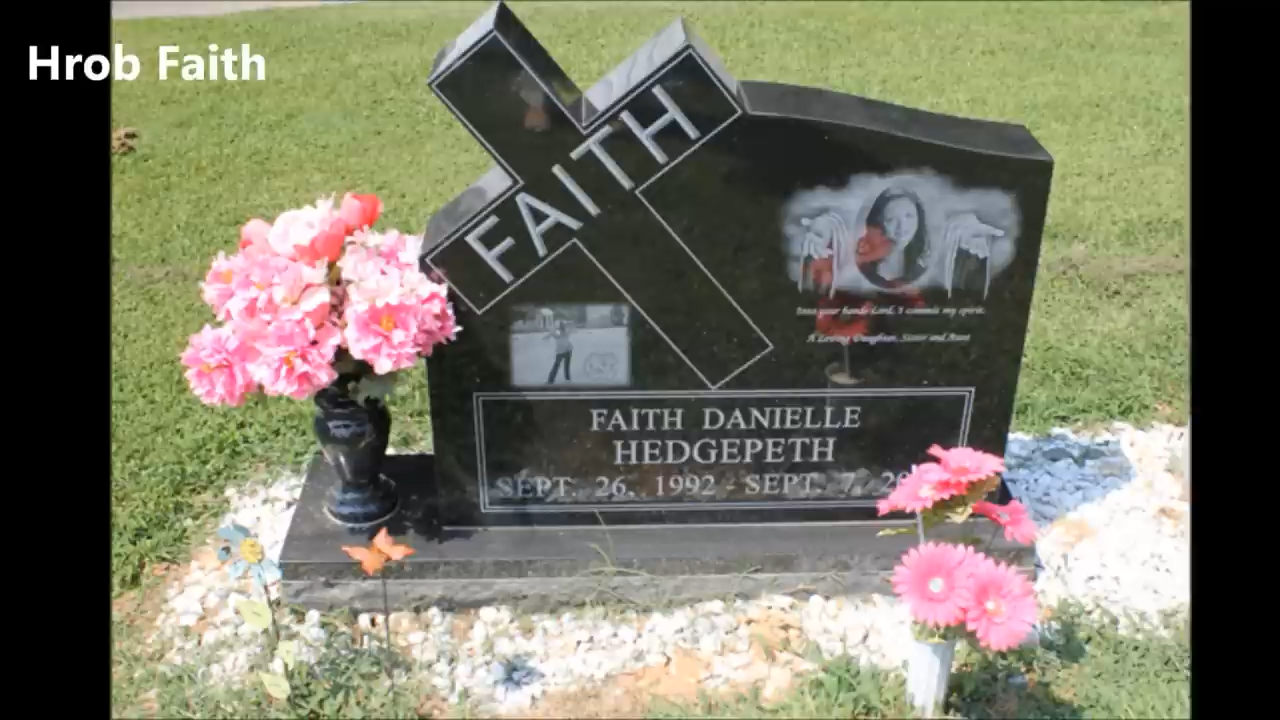 Hrob Faith
FAITH
Into your hands Lord, I commit my spirit.
A Loving Daughter, Sister and Aunt
FAITH DANIELLE
HEDGEPETH
SEPT. 26, 1992 - SEPT. 7, 20